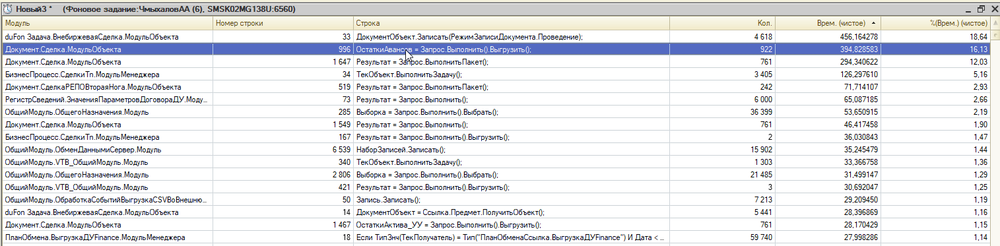 Новый3 * (Фоновое задание:ЧмыхаловАА (6), SMSK02MG138U:6560)
Модуль Номер строки Строка Кол. Врем. (чистое) %(Врем.) (чистое)
duFon Задача.ВнебиржеваяСделка.МодульОбъекта 33 ДокументОбъект.Записать(РежимЗаписиДокумента.Проведение); 4 618 456,164278 18,64
Документ.Сделка.МодульОбъекта 996 ОстаткиАвансов = Запрос.Выполнить().Выгрузить(); 922 394,828583 16,13
Документ.Сделка.МодульОбъекта 1 647 Результат = Запрос.ВыполнитьПакет(); 761 294,340622 12,03
БизнесПроцесс.СделкиTn.МодульМенеджера 34 ТекОбъект.ВыполнитьЗадачу(); 3 405 126,297610 5,16
Документ.СделкаРЕПОВтораяНога.МодульОбъекта 519 Результат = Запрос.ВыполнитьПакет(); 242 71,714107 2,93
РегистрСведений.ЗначенияПараметровДоговораДУ.Моду... 73 Результат = Запрос.Выполнить(); 6 000 65,087185 2,66
ОбщийМодуль.ОбщегоНазначения.Модуль 285 Выборка = Запрос.Выполнить().Выбрать(); 36 399 53,650915 2,19
Документ.Сделка.МодульОбъекта 1 549 Результат = Запрос.Выполнить(); 761 46,417458 1,90
БизнесПроцесс.СделкиTn.МодульМенеджера 167 Результат = Запрос.Выполнить().Выгрузить(); 2 36,030843 1,47
ОбщийМодуль.ОбменДаннымиСервер.Модуль 6 539 НаборЗаписей.Записать(); 15 902 35,245479 1,44
ОбщийМодуль.VTB_ОбщийМодуль.Модуль 340 ТекОбъект.ВыполнитьЗадачу(); 1 303 33,366758 1,36
ОбщийМодуль.ОбщегоНазначения.Модуль 2 806 Выборка = Запрос.Выполнить().Выбрать(); 21 485 31,499147 1,29
ОбщийМодуль.VTB_ОбщийМодуль.Модуль 421 Результат = Запрос.Выполнить().Выгрузить(); 3 30,692047 1,25
ОбщийМодуль.ОбработкаСобытийВыгрузкаCSVВоВнешню... 50 Запись.Записать(); 7 213 29,209450 1,19
duFon Задача.ВнебиржеваяСделка.МодульОбъекта 14 ДокументОбъект = Ссылка.Предмет.ПолучитьОбъект(); 5 441 28,396869 1,16
Документ.Сделка.МодульОбъекта 1 467 ОстаткиАктива_УУ = Запрос.Выполнить().Выгрузить(); 761 28,170429 1,15
ПланОбмена.ВыгрузкаДУFinance.МодульМенеджера 18 Если ТипЗнч(ТекПолучатель) = Тип("ПланОбменаСсылка.ВыгрузкаДУFinance") И Дата < ... 59 740 27,998286 1,14